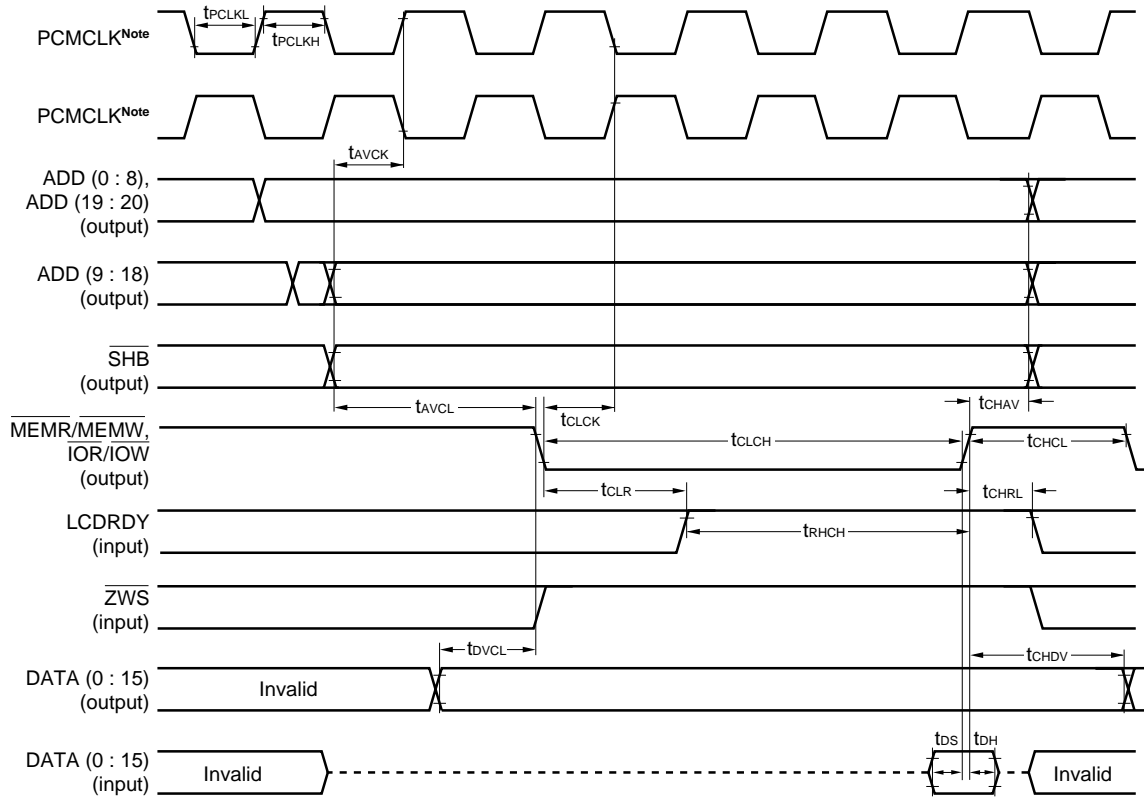 tPCLKL
PCMCLKNote
tPCLKH
PCMCLKNote
tAVCK
ADD (0 : 8),
ADD (19 : 20)
(output)
ADD (9 : 18)
(output)
SHB
(output)
tAVCL
tCLCK
tCHAV
MEMR/MEMW,
IOR/IOW
(output)
tCLCH
tCHCL
tCLR
tCHRL
LCDRDY
(input)
tRHCH
ZWS
(input)
tDVCL
tCHDV
DATA (0 : 15)
(output)
Invalid
tDS
tDH
DATA (0 : 15)
(input)
Invalid
Invalid